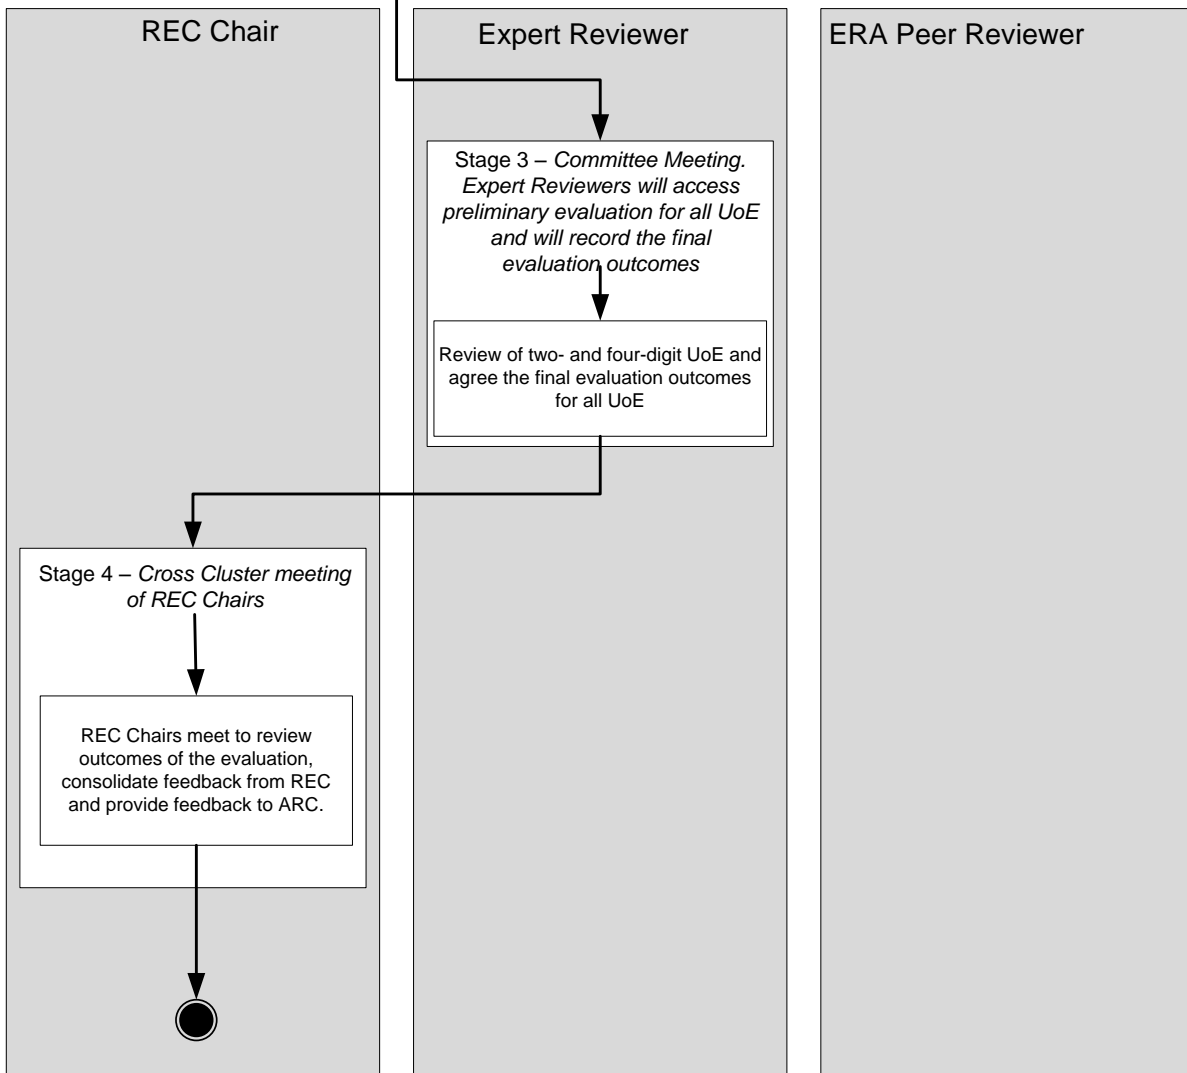 REC Chair
Expert Reviewer
ERA Peer Reviewer
Stage 3 – Committee Meeting.
Expert Reviewers will access
preliminary evaluation for all UoE
and will record the final
evaluation outcomes
Review of two- and four-digit UoE and
agree the final evaluation outcomes
for all UoE
Stage 4 – Cross Cluster meeting
of REC Chairs
REC Chairs meet to review
outcomes of the evaluation,
consolidate feedback from REC
and provide feedback to ARC.